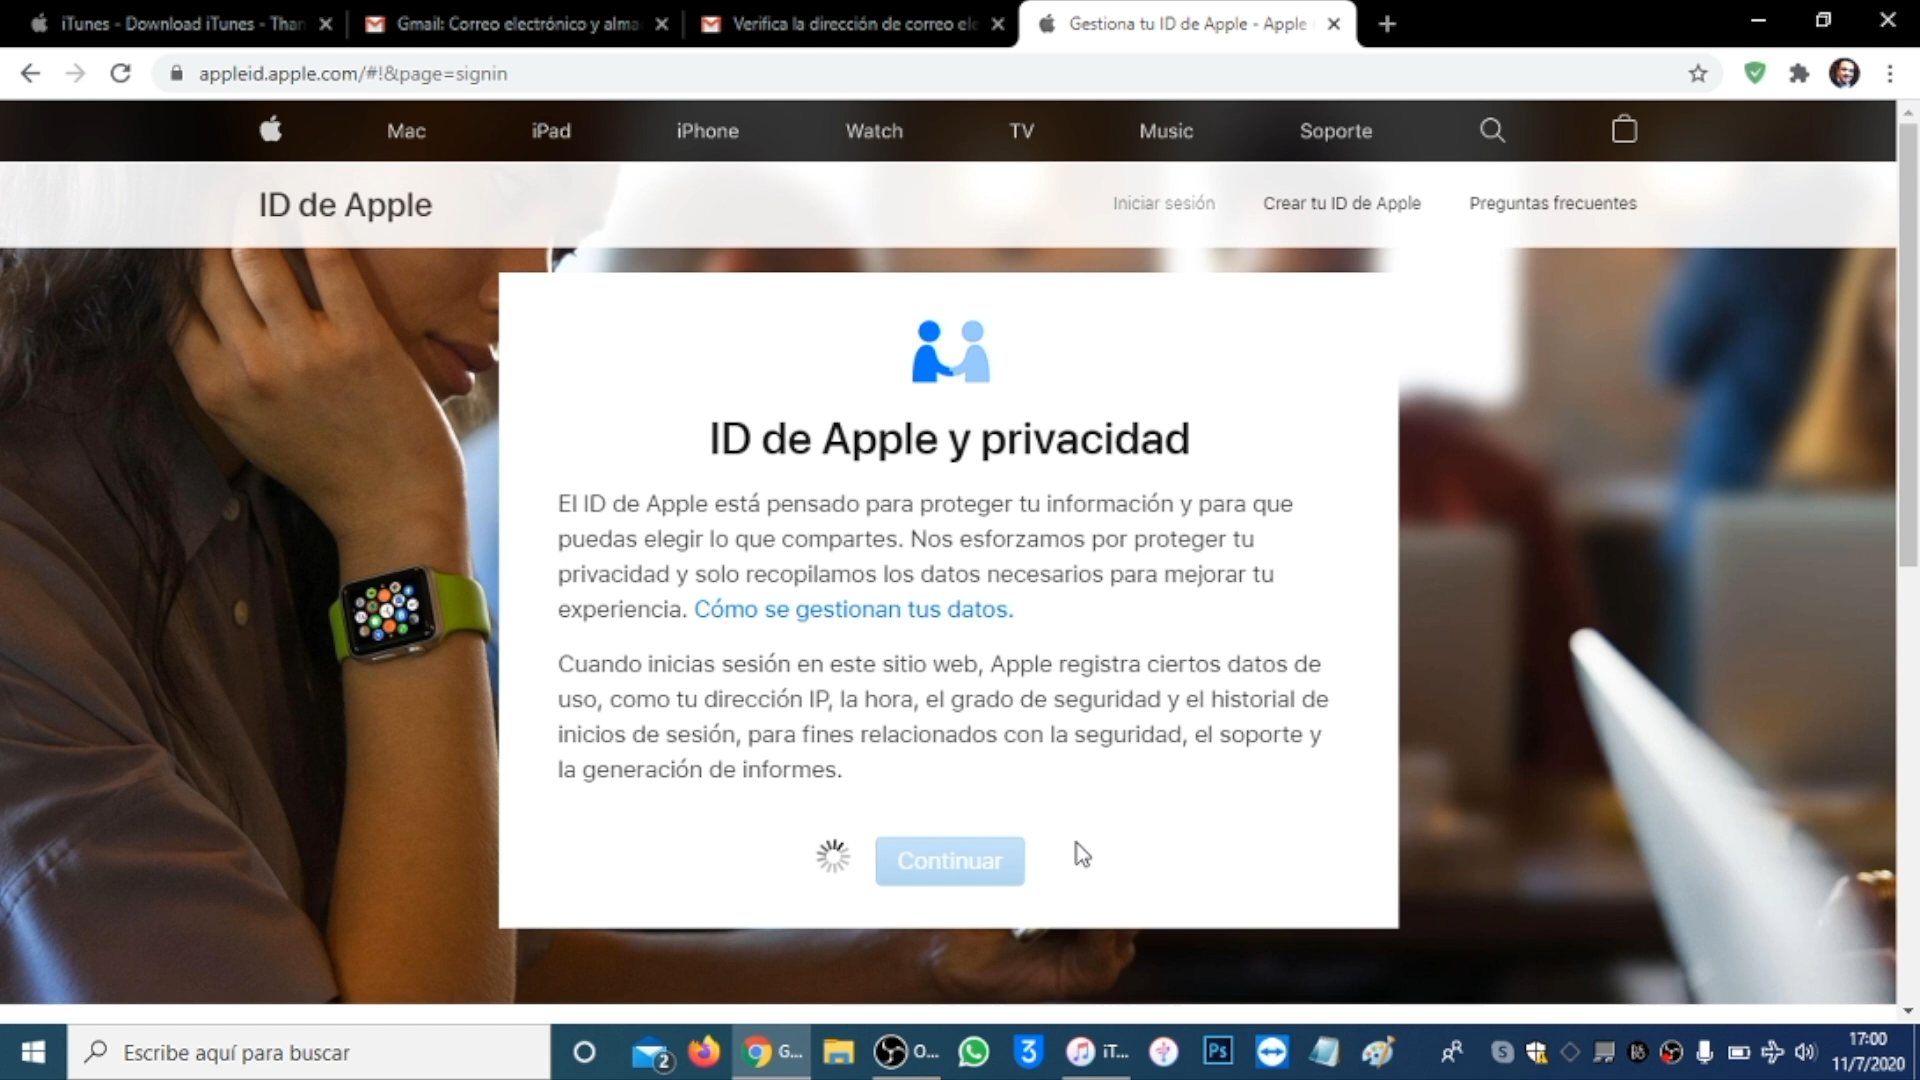 iTunes - Download iTunes - Than
Gmail: Correo electrónico y alma
Verifica la dirección de correo ele
Gestiona tu ID de Apple - Apple
appleid.apple.com/#!&page=signin
Mac iPad iPhone Watch TV Music Soporte
ID de Apple
Iniciar sesión Crear tu ID de Apple Preguntas frecuentes
ID de Apple y privacidad
El ID de Apple está pensado para proteger tu información y para que
puedas elegir lo que compartes. Nos esforzamos por proteger tu
privacidad y solo recopilamos los datos necesarios para mejorar tu
experiencia. Cómo se gestionan tus datos.
Cuando inicias sesión en este sitio web, Apple registra ciertos datos de
uso, como tu dirección IP, la hora, el grado de seguridad y el historial de
inicios de sesión, para fines relacionados con la seguridad, el soporte y
la generación de informes.
Continuar
Escribe aquí para buscar
2
G...
O...
3
iT...
Ps
S
17:00
11/7/2020